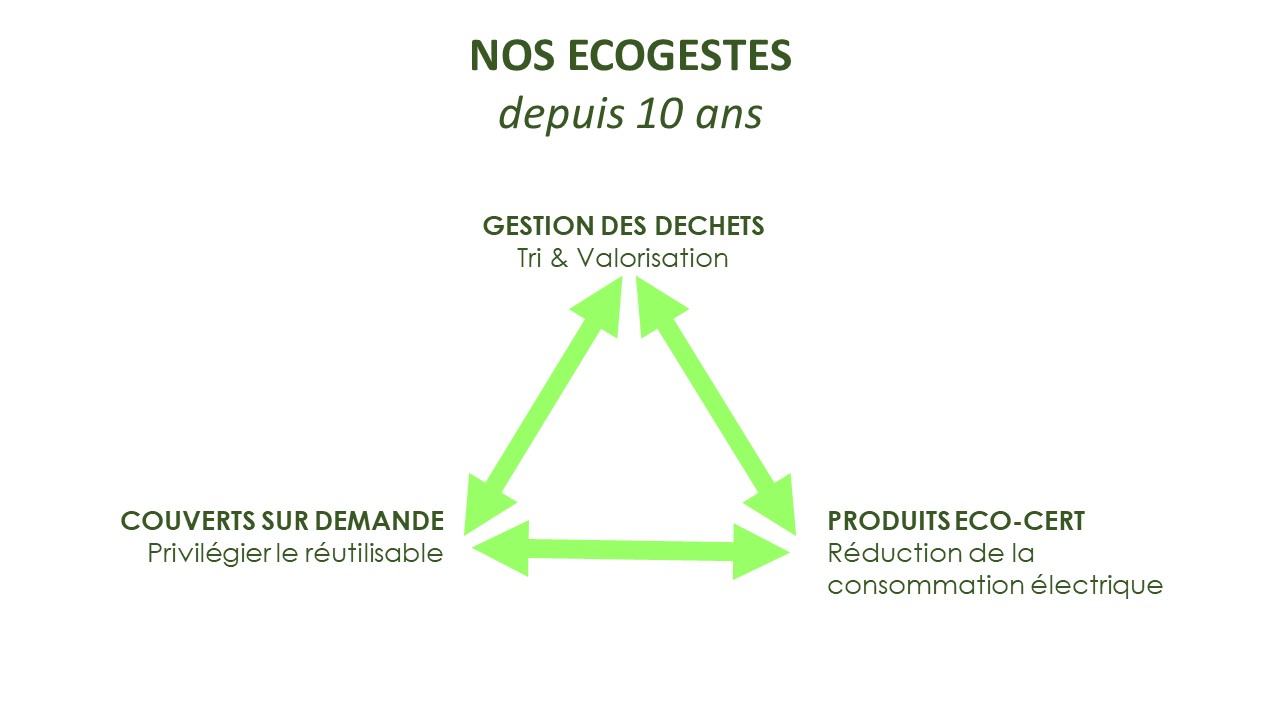 NOS ECOGESTES
depuis 10 ans
GESTION DES DECHETS
Tri & Valorisation
COUVERTS SUR DEMANDE
Privilégier le réutilisable
PRODUITS ECO-CERT
Réduction de la
consommation électrique